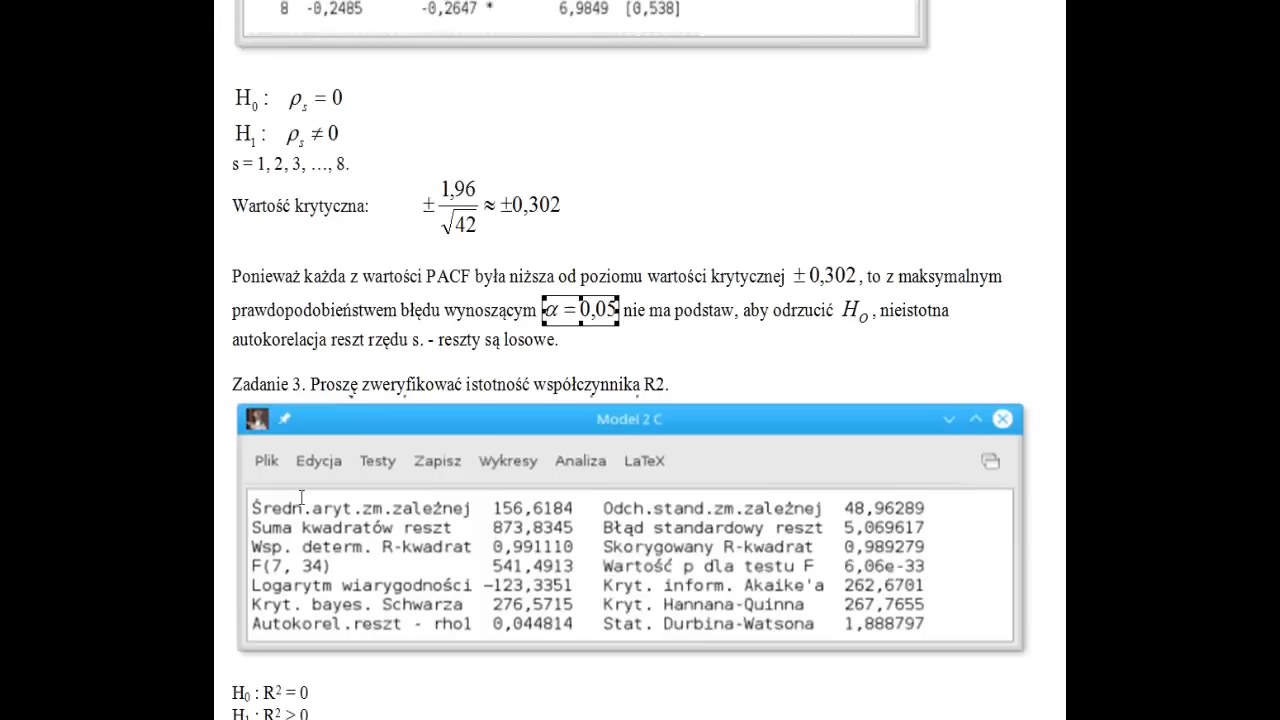 8 -0,2485 -0,2647 * 6,9849 [0,538]
H₀ : ρₛ = 0
H₁ : ρₛ ≠ 0
s = 1, 2, 3, …, 8.
Wartość krytyczna: ± 1,96 / √42 ≈ ±0,302
Ponieważ każda z wartości PACF była niższa od poziomu wartości krytycznej ± 0,302, to z maksymalnym
prawdopodobieństwem błędu wynoszącym α = 0,05 nie ma podstaw, aby odrzucić H₀ , nieistotna
autokorelacja reszt rzędu s. - reszty są losowe.
Zadanie 3. Proszę zweryfikować istotność współczynnika R2.
Model 2 C
Plik Edycja Testy Zapisz Wykresy Analiza LaTeX
Średn.aryt.zm.zależnej 156,6184 Odch.stand.zm.zależnej 48,96289
Suma kwadratów reszt 873,8345 Błąd standardowy reszt 5,069617
Wsp. determ. R-kwadrat 0,991110 Skorygowany R-kwadrat 0,989279
F(7, 34) 541,4913 Wartość p dla testu F 6,06e-33
Logarytm wiarygodności −123,3351 Kryt. inform. Akaike'a 262,6701
Kryt. bayes. Schwarza 276,5715 Kryt. Hannana-Quinna 267,7655
Autokorel.reszt - rho1 0,044814 Stat. Durbina-Watsona 1,888797
H₀ : R² = 0
H₁ : R² > 0